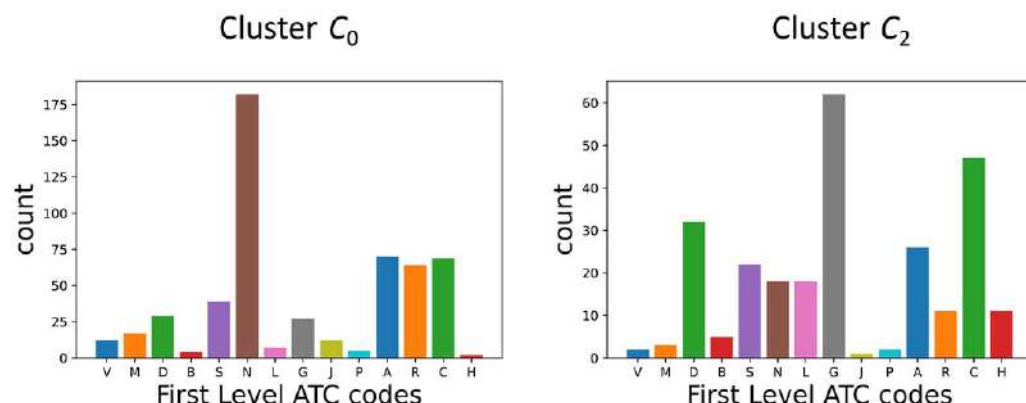 Cluster C0
175
150
125
100
75
50
25
0
count
V M D B S N L G J P A R C H
First Level ATC codes
Cluster C2
60
50
40
30
20
10
0
count
V M D B S N L G J P A R C H
First Level ATC codes